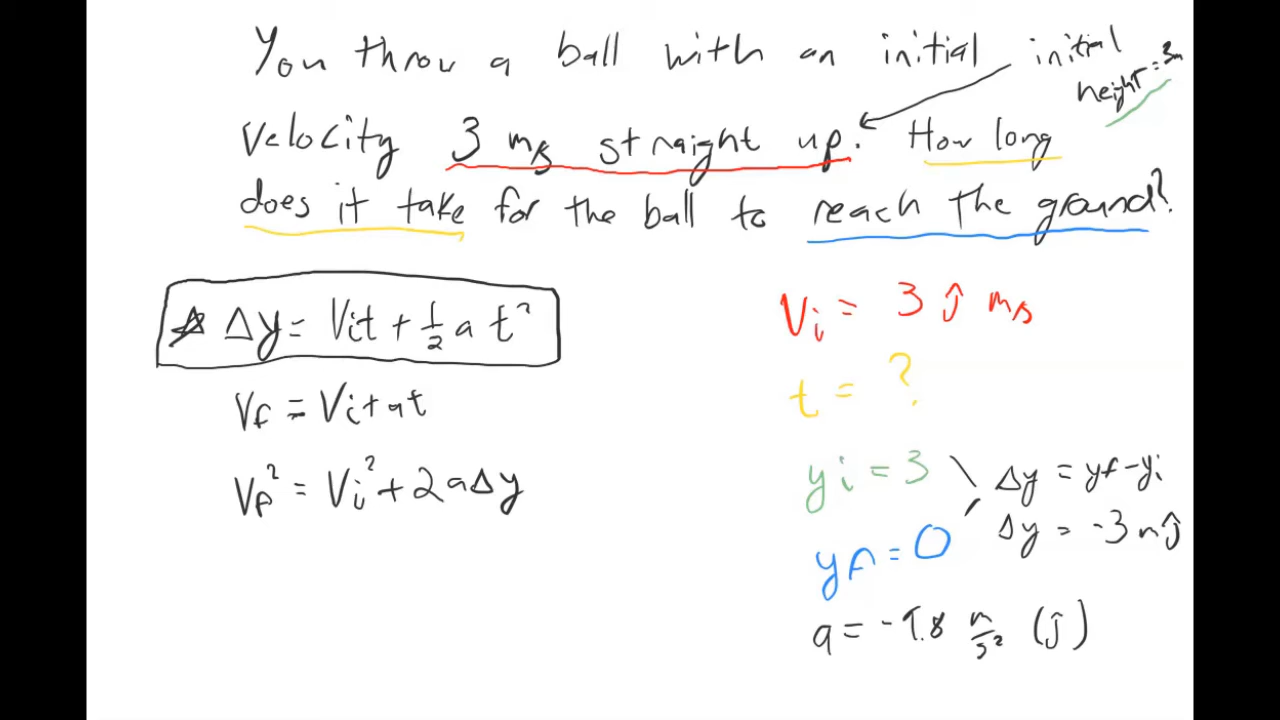 You throw a ball with an initial
initial
height = 3m
velocity 3 m/s straight up. How long
does it take for the ball to reach the ground?
Δy = Vit + 1/2 a t²
Vf = Vi + at
Vf² = Vi² + 2aΔy
Vi = 3 ĵ m/s
t = ?
yi = 3
Δy = yf - yi
Δy = -3 m ĵ
yf = 0
a = -9.8 m/s² (ĵ)